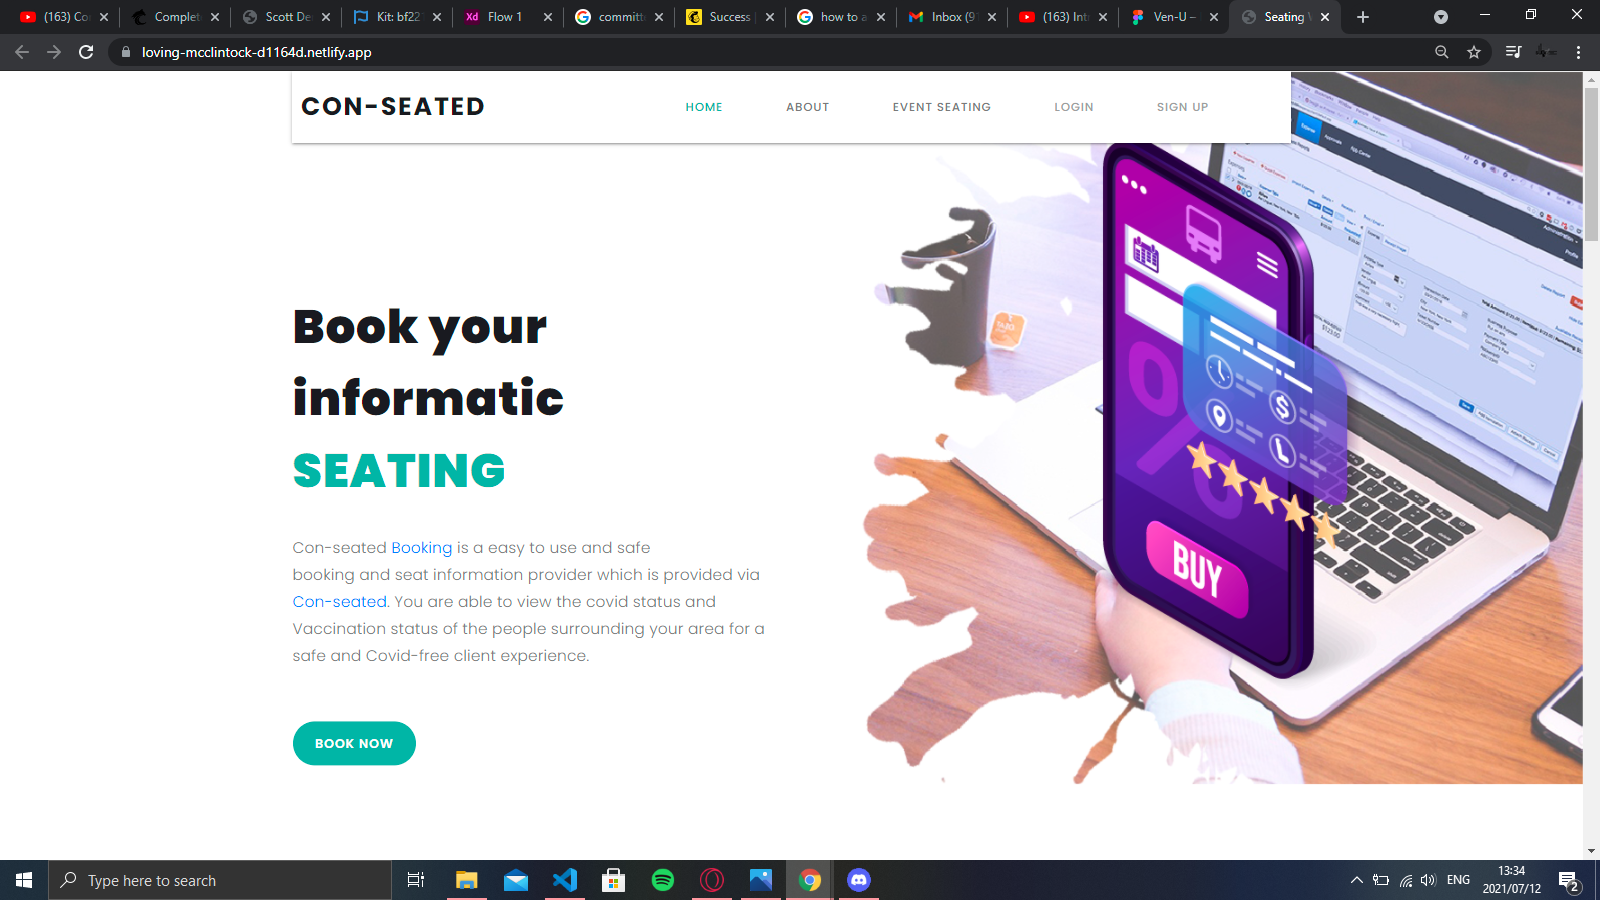 (163) Co
Complet
Scott De
Kit: bf22
Xd
Flow 1
committ
Success
how to a
Inbox (9
(163) Int
Ven-U –
Seating
loving-mcclintock-d1164d.netlify.app
CON-SEATED
HOME
ABOUT
EVENT SEATING
LOGIN
SIGN UP
Book your
informatic
SEATING
Con-seated Booking is a easy to use and safe
booking and seat information provider which is provided via
Con-seated. You are able to view the covid status and
Vaccination status of the people surrounding your area for a
safe and Covid-free client experience.
BOOK NOW
%
$
BUY
Administration
Profile
Type here to search
ENG
13:34
2021/07/12
2